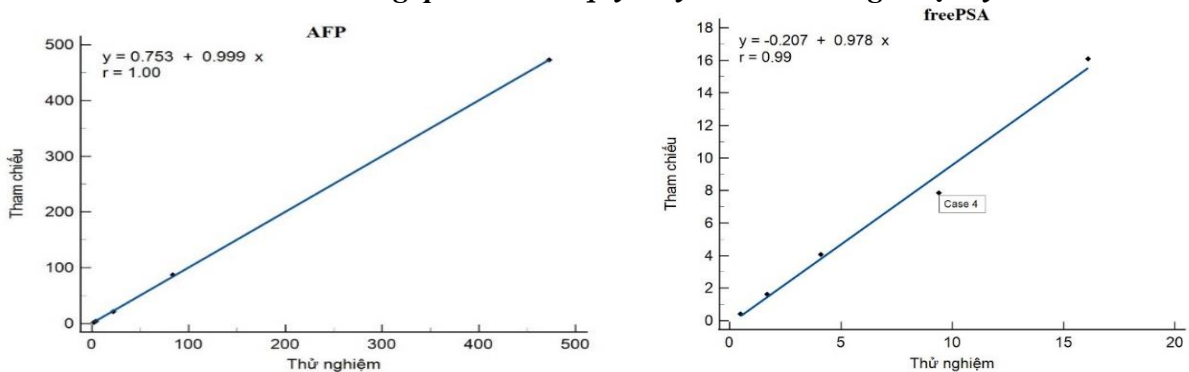 AFP
y = 0.753 + 0.999 x
r = 1.00
500
400
300
200
100
0
Tham chiếu
0 100 200 300 400 500
Thử nghiệm
freePSA
y = -0.207 + 0.978 x
r = 0.99
18
16
14
12
10
8
6
4
2
0
Tham chiếu
Case 4
0 5 10 15 20
Thử nghiệm